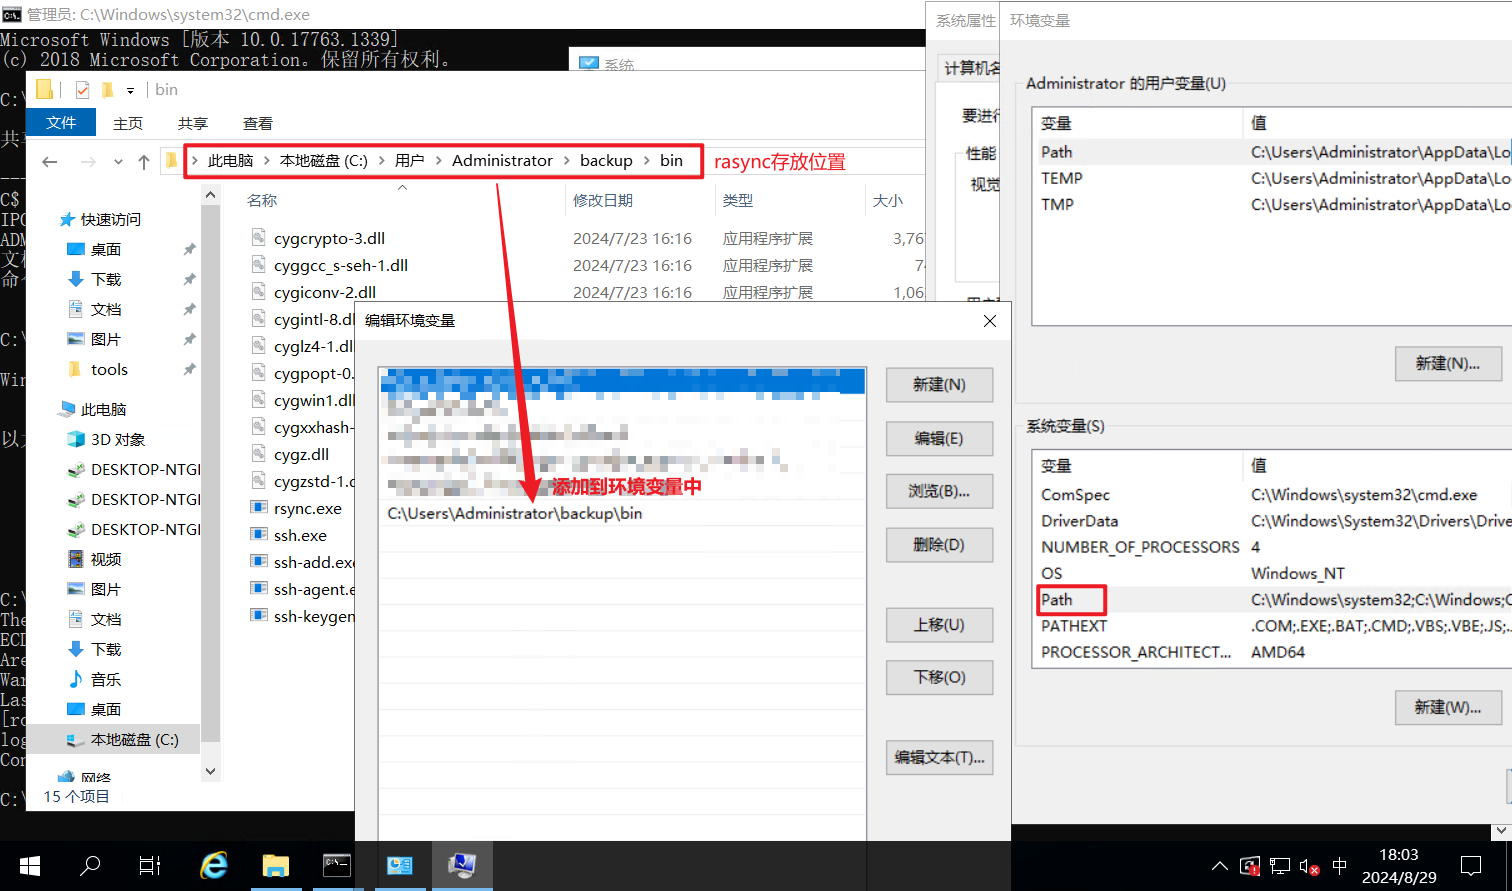 管理员: C:\Windows\system32\cmd.exe
Microsoft Windows [版本 10.0.17763.1339]
(c) 2018 Microsoft Corporation。保留所有权利。
系统
bin
文件
主页
共享
查看
此电脑
本地磁盘 (C:)
用户
Administrator
backup
bin
rasync存放位置
名称
修改日期
类型
大小
快速访问
桌面
下载
文档
图片
tools
此电脑
3D 对象
DESKTOP-NTGI
DESKTOP-NTGI
DESKTOP-NTGI
视频
图片
文档
下载
音乐
桌面
本地磁盘 (C:)
网络
15 个项目
cygcrypto-3.dll 2024/7/23 16:16 应用程序扩展 3,76
cyggcc_s-seh-1.dll 2024/7/23 16:16 应用程序扩展 7
cygiconv-2.dll 2024/7/23 16:16 应用程序扩展 1,06
cygintl-8.dl
cyglz4-1.dll
cygpopt-0.
cygwin1.dll
cygxxhash-
cygz.dll
cygzstd-1.
rsync.exe
ssh.exe
ssh-add.exe
ssh-agent.e
ssh-keygen
编辑环境变量
添加到环境变量中
C:\Users\Administrator\backup\bin
新建(N)
编辑(E)
浏览(B)...
删除(D)
上移(U)
下移(O)
编辑文本(T)...
系统属性
计算机名
要进行
性能
视觉
环境变量
Administrator 的用户变量(U)
变量 值
Path C:\Users\Administrator\AppData\Lo
TEMP C:\Users\Administrator\AppData\Lo
TMP C:\Users\Administrator\AppData\Lo
新建(N)...
系统变量(S)
变量 值
ComSpec C:\Windows\system32\cmd.exe
DriverData C:\Windows\System32\Drivers\Drive
NUMBER_OF_PROCESSORS 4
OS Windows_NT
Path C:\Windows\system32;C:\Windows;C
PATHEXT .COM;.EXE;.BAT;.CMD;.VBS;.VBE;.JS;.
PROCESSOR_ARCHITECT... AMD64
新建(W)...
中
18:03
2024/8/29